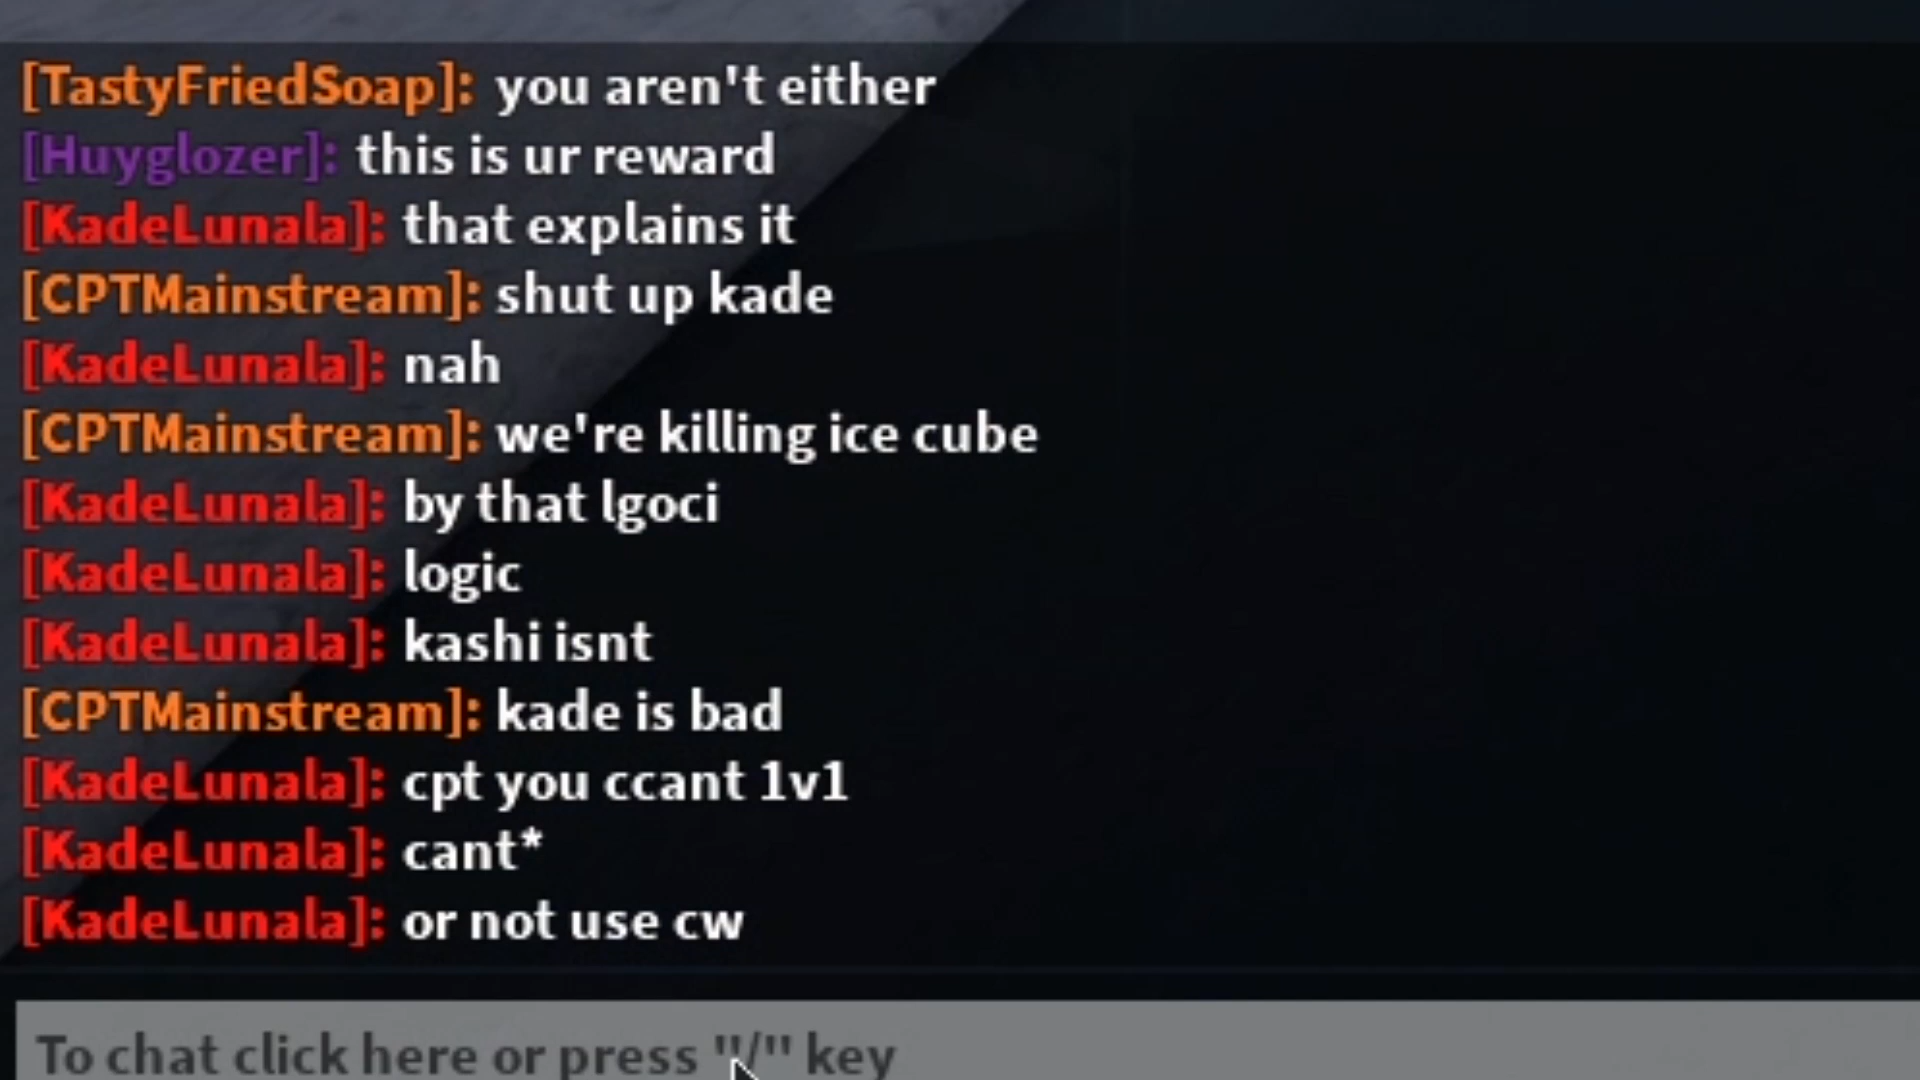 [TastyFriedSoap]: you aren't either
[Huyglozer]: this is ur reward
[KadeLunala]: that explains it
[CPTMainstream]: shut up kade
[KadeLunala]: nah
[CPTMainstream]: we're killing ice cube
[KadeLunala]: by that lgoci
[KadeLunala]: logic
[KadeLunala]: kashi isnt
[CPTMainstream]: kade is bad
[KadeLunala]: cpt you ccant 1v1
[KadeLunala]: cant*
[KadeLunala]: or not use cw
To chat click here or press "/" key